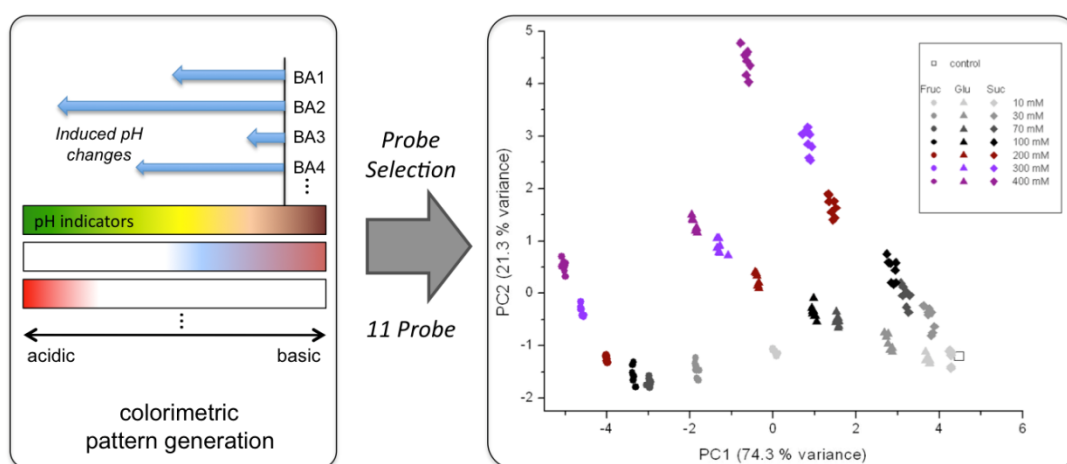 BA1
BA2
Induced pH
changes
BA3
BA4
⋮
pH indicators
⋮
acidic
basic
colorimetric
pattern generation
Probe
Selection
11 Probe
PC2 (21.3 % variance)
5
4
3
2
1
0
-1
-2
-4
-2
0
2
4
6
PC1 (74.3 % variance)
control
Fruc Glu Suc
10 mM
30 mM
70 mM
100 mM
200 mM
300 mM
400 mM